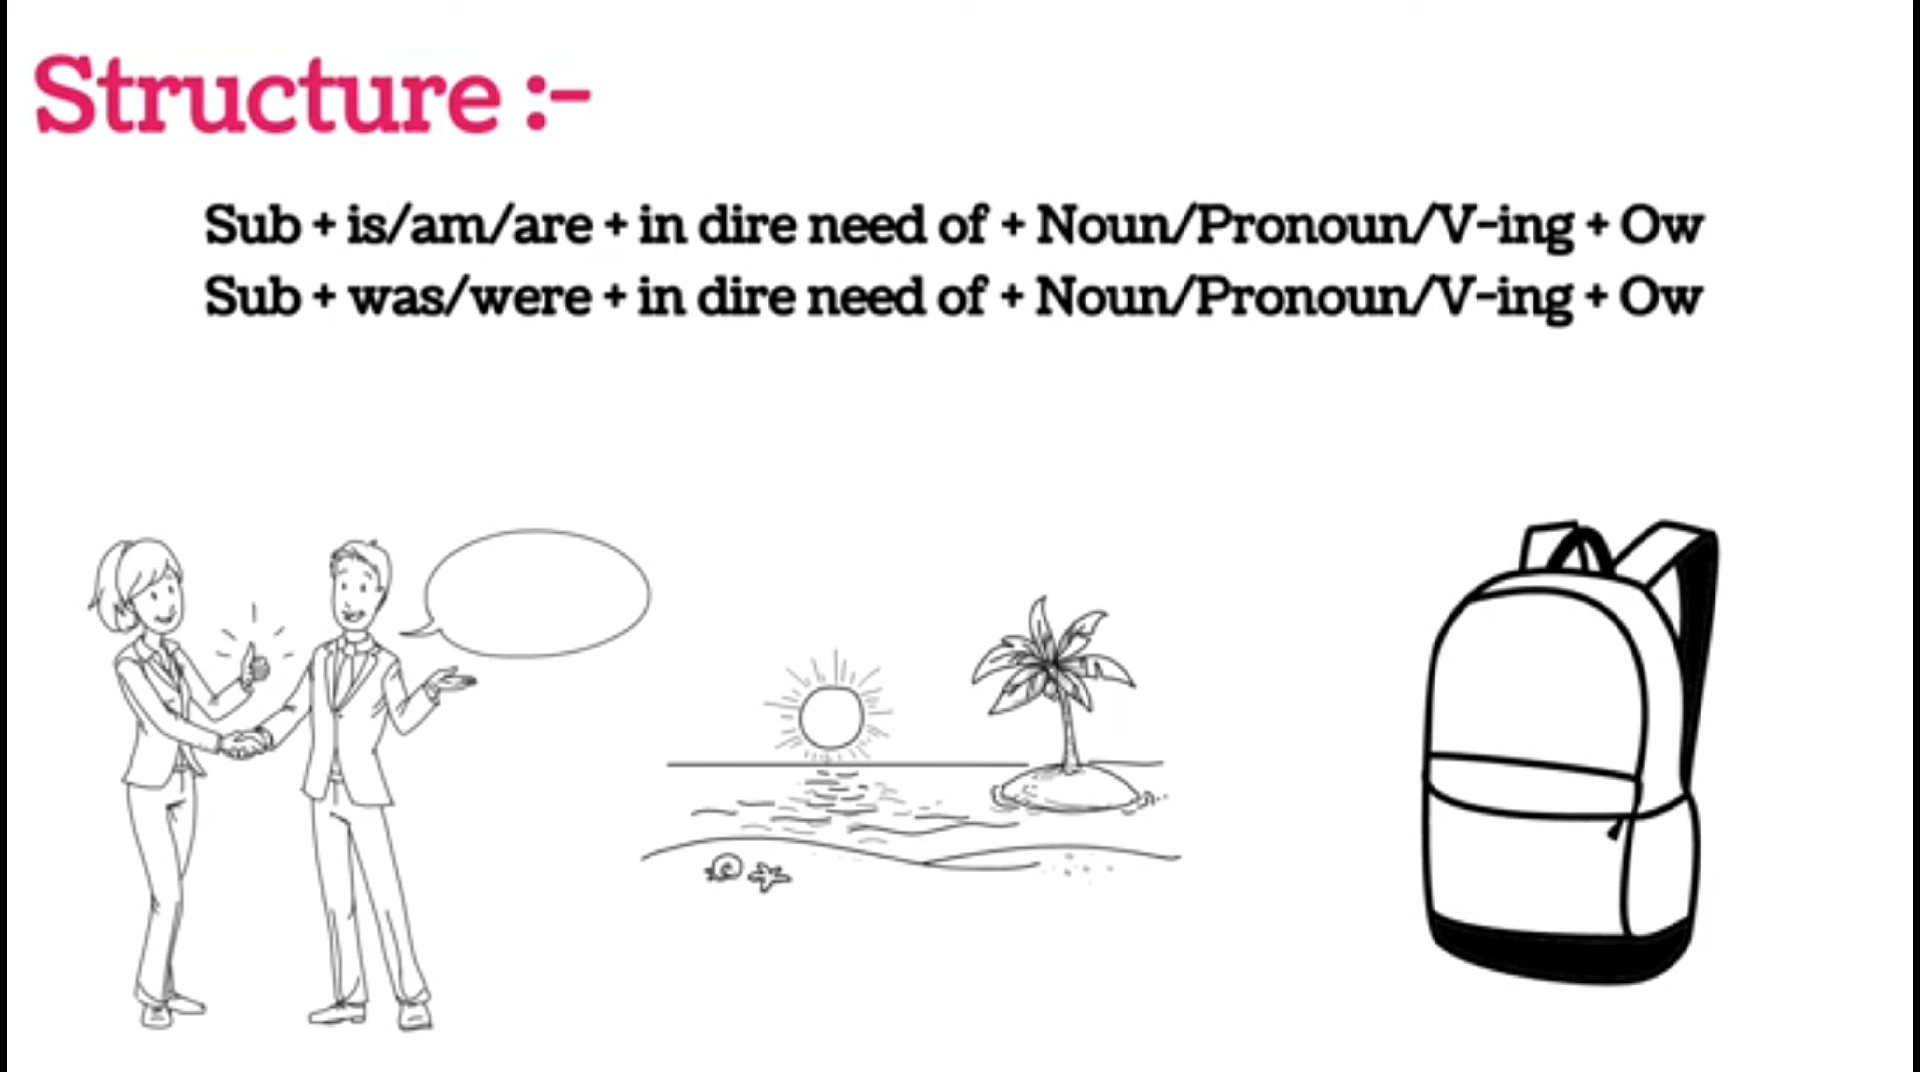 Structure :-
Sub + is/am/are + in dire need of + Noun/Pronoun/V-ing + Ow
Sub + was/were + in dire need of + Noun/Pronoun/V-ing + Ow